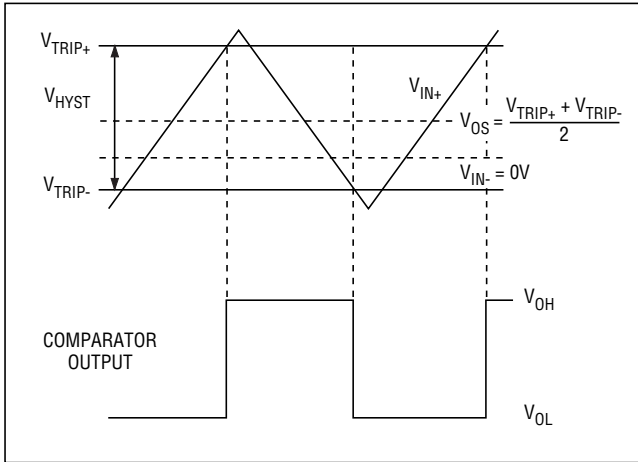 V_TRIP+
V_HYST
V_IN+
V_OS = (V_TRIP+ + V_TRIP-) / 2
V_IN- = 0V
V_TRIP-
V_OH
COMPARATOR
OUTPUT
V_OL